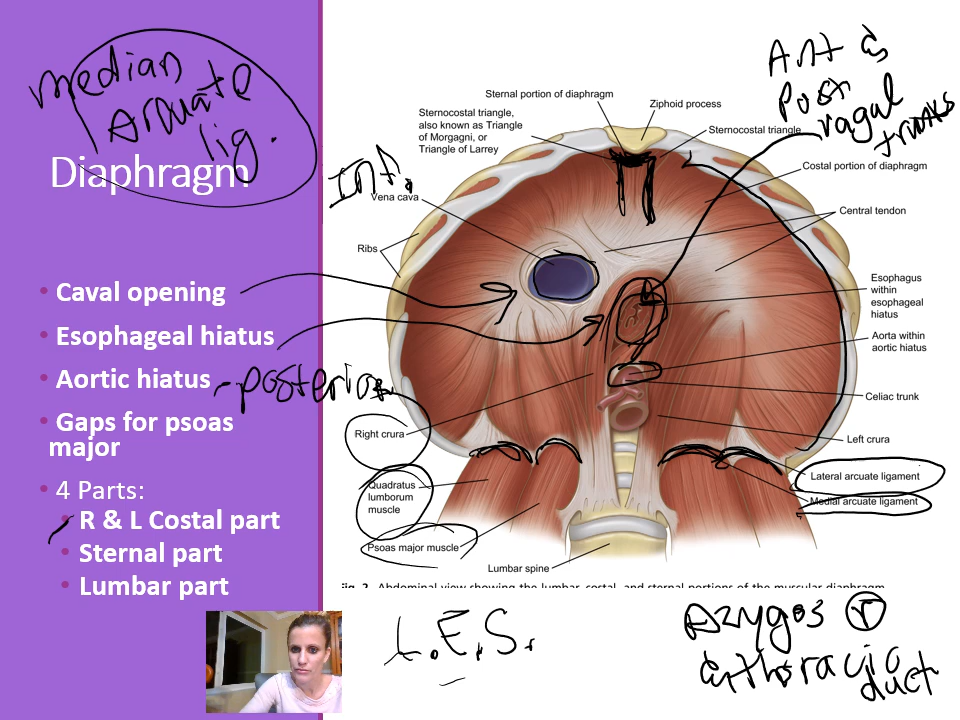 median
arcuate
lig.
Diaphragm
• Caval opening
• Esophageal hiatus
• Aortic hiatus - posterior
• Gaps for psoas
major
• 4 Parts:
• R & L Costal part
• Sternal part
• Lumbar part
Ant &
Post
vagal
trunks
Int.
Sternal portion of diaphragm
Ziphoid process
Sternocostal triangle,
also known as Triangle
of Morgagni, or
Triangle of Larrey
Sternocostal triangle
Costal portion of diaphragm
Vena cava
Central tendon
Ribs
Esophagus
within
esophageal
hiatus
Aorta within
aortic hiatus
Celiac trunk
Right crura
Left crura
Quadratus
lumborum
muscle
Lateral arcuate ligament
Medial arcuate ligament
Psoas major muscle
Lumbar spine
fig. 2 Abdominal view showing the lumbar, costal, and sternal portions of the muscular diaphragm
L.E.S.
Azygos v
& thoracic
duct